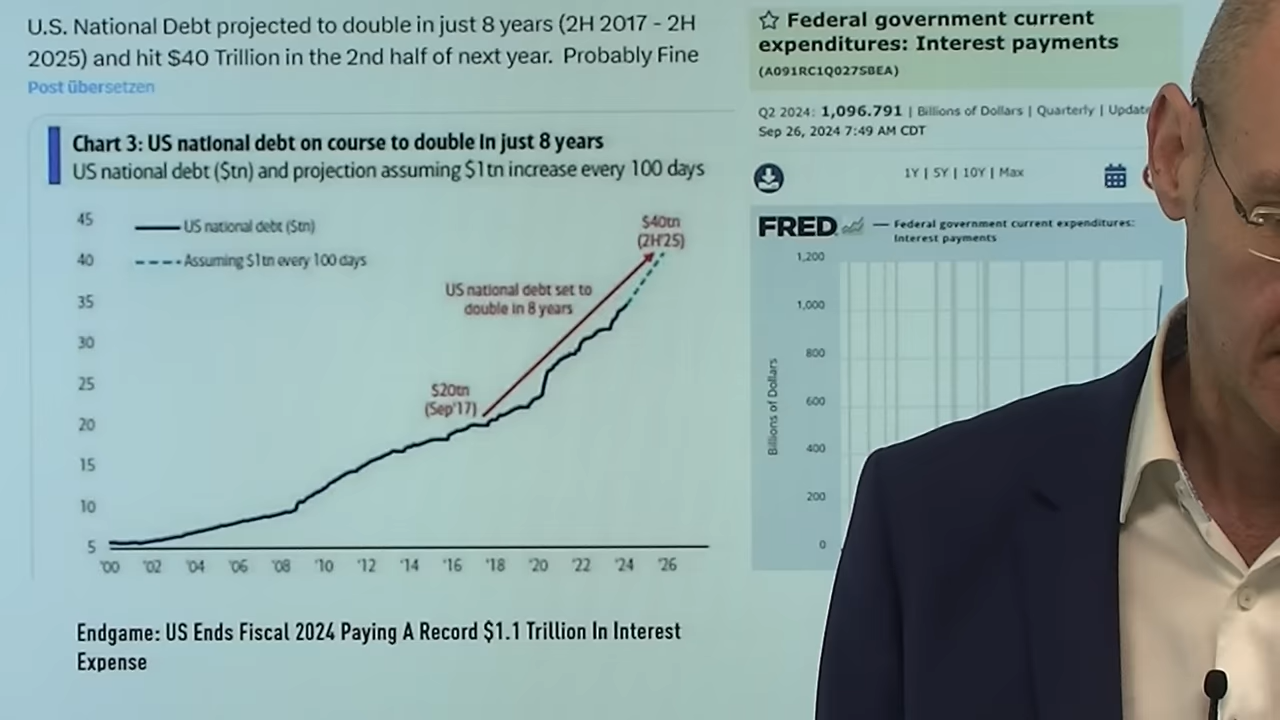 U.S. National Debt projected to double in just 8 years (2H 2017 - 2H
2025) and hit $40 Trillion in the 2nd half of next year. Probably Fine
Post übersetzen
Chart 3: US national debt on course to double in just 8 years
US national debt ($tn) and projection assuming $1tn increase every 100 days
45
40
35
30
25
20
15
10
5
US national debt ($tn)
Assuming $1tn every 100 days
$40tn
(2H'25)
US national debt set to
double in 8 years
$20tn
(Sep'17)
'00 '02 '04 '06 '08 '10 '12 '14 '16 '18 '20 '22 '24 '26
Endgame: US Ends Fiscal 2024 Paying A Record $1.1 Trillion In Interest
Expense
Federal government current
expenditures: Interest payments
(A091RC1Q027SBEA)
Q2 2024: 1,096.791 | Billions of Dollars | Quarterly |
Sep 26, 2024 7:49 AM CDT
1Y | 5Y | 10Y | Max
FRED
Federal government current expenditures:
Interest payments
1,200
1,000
800
600
400
200
0
Billions of Dollars